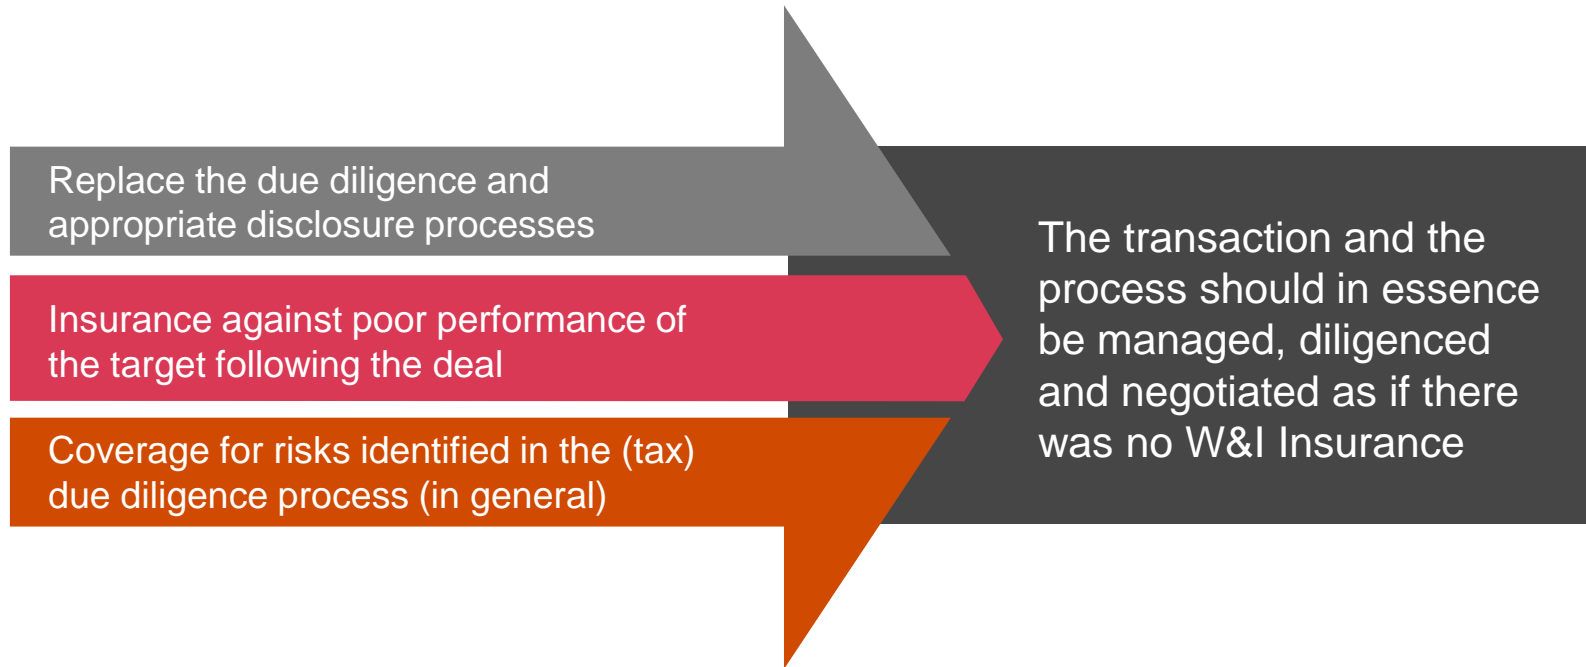 Replace the due diligence and
appropriate disclosure processes
Insurance against poor performance of
the target following the deal
Coverage for risks identified in the (tax)
due diligence process (in general)
The transaction and the
process should in essence
be managed, diligenced
and negotiated as if there
was no W&I Insurance